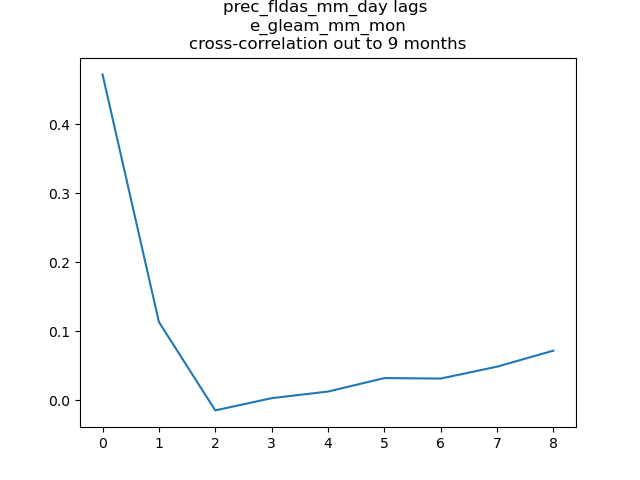 prec_fldas_mm_day lags
e_gleam_mm_mon
cross-correlation out to 9 months
0.4
0.3
0.2
0.1
0.0
0 1 2 3 4 5 6 7 8